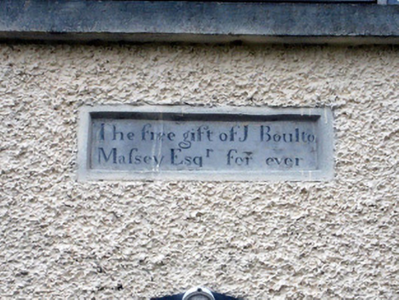 The free gift of J Boulto
Maſsey Esqr for ever